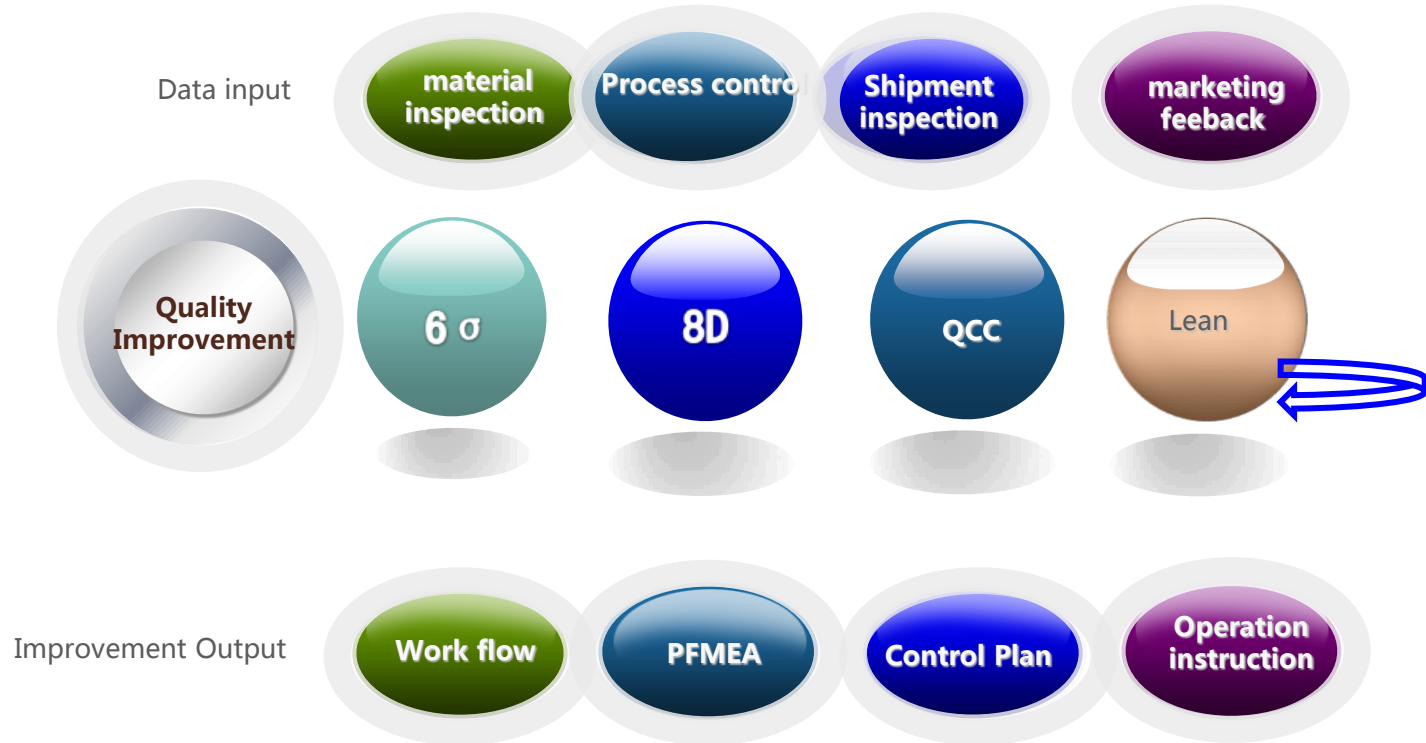 Data input
material
inspection
Process control
Shipment
inspection
marketing
feeback
Quality
Improvement
6 σ
8D
QCC
Lean
Improvement Output
Work flow
PFMEA
Control Plan
Operation
instruction